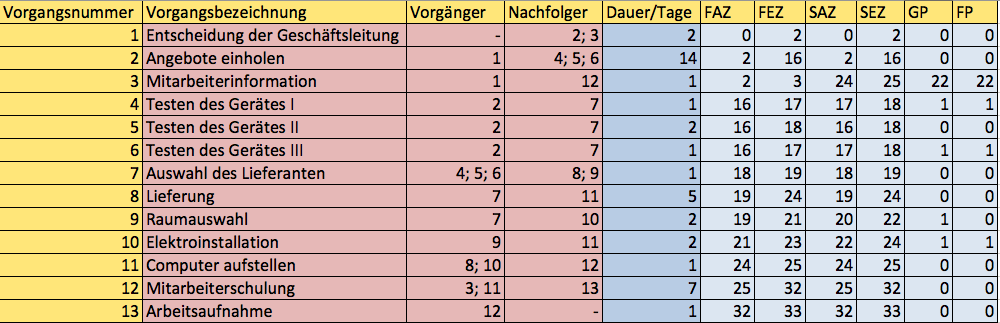 Vorgangsnummer Vorgangsbezeichnung Vorgänger Nachfolger Dauer/Tage FAZ FEZ SAZ SEZ GP FP
1 Entscheidung der Geschäftsleitung - 2; 3 2 0 2 0 2 0 0
2 Angebote einholen 1 4; 5; 6 14 2 16 2 16 0 0
3 Mitarbeiterinformation 1 12 1 2 3 24 25 22 22
4 Testen des Gerätes I 2 7 1 16 17 17 18 1 1
5 Testen des Gerätes II 2 7 2 16 18 16 18 0 0
6 Testen des Gerätes III 2 7 1 16 17 17 18 1 1
7 Auswahl des Lieferanten 4; 5; 6 8; 9 1 18 19 18 19 0 0
8 Lieferung 7 11 5 19 24 19 24 0 0
9 Raumauswahl 7 10 2 19 21 20 22 1 0
10 Elektroinstallation 9 11 2 21 23 22 24 1 1
11 Computer aufstellen 8; 10 12 1 24 25 24 25 0 0
12 Mitarbeiterschulung 3; 11 13 7 25 32 25 32 0 0
13 Arbeitsaufnahme 12 - 1 32 33 32 33 0 0